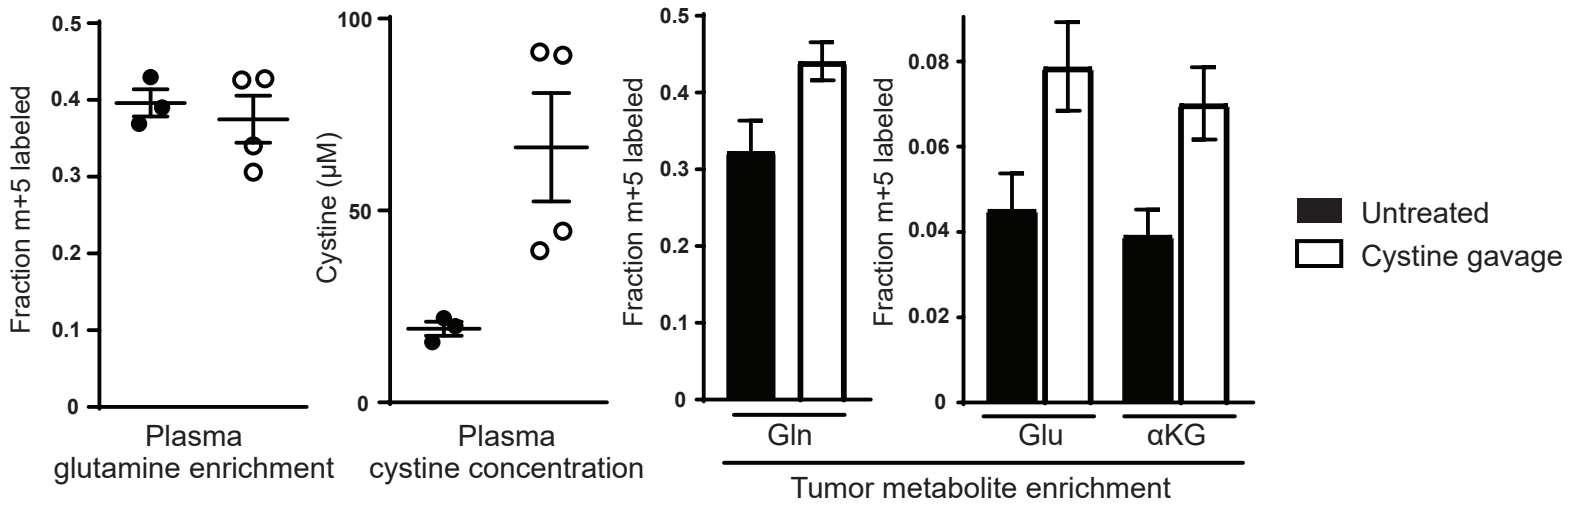 Fraction m+5 labeled
0.5
0.4
0.3
0.2
0.1
0
Plasma
glutamine enrichment
Cystine (μM)
100
50
0
Plasma
cystine concentration
Fraction m+5 labeled
0.5
0.4
0.3
0.2
0.1
0
Gln
Fraction m+5 labeled
0.08
0.06
0.04
0.02
0
Glu
αKG
Tumor metabolite enrichment
Untreated
Cystine gavage